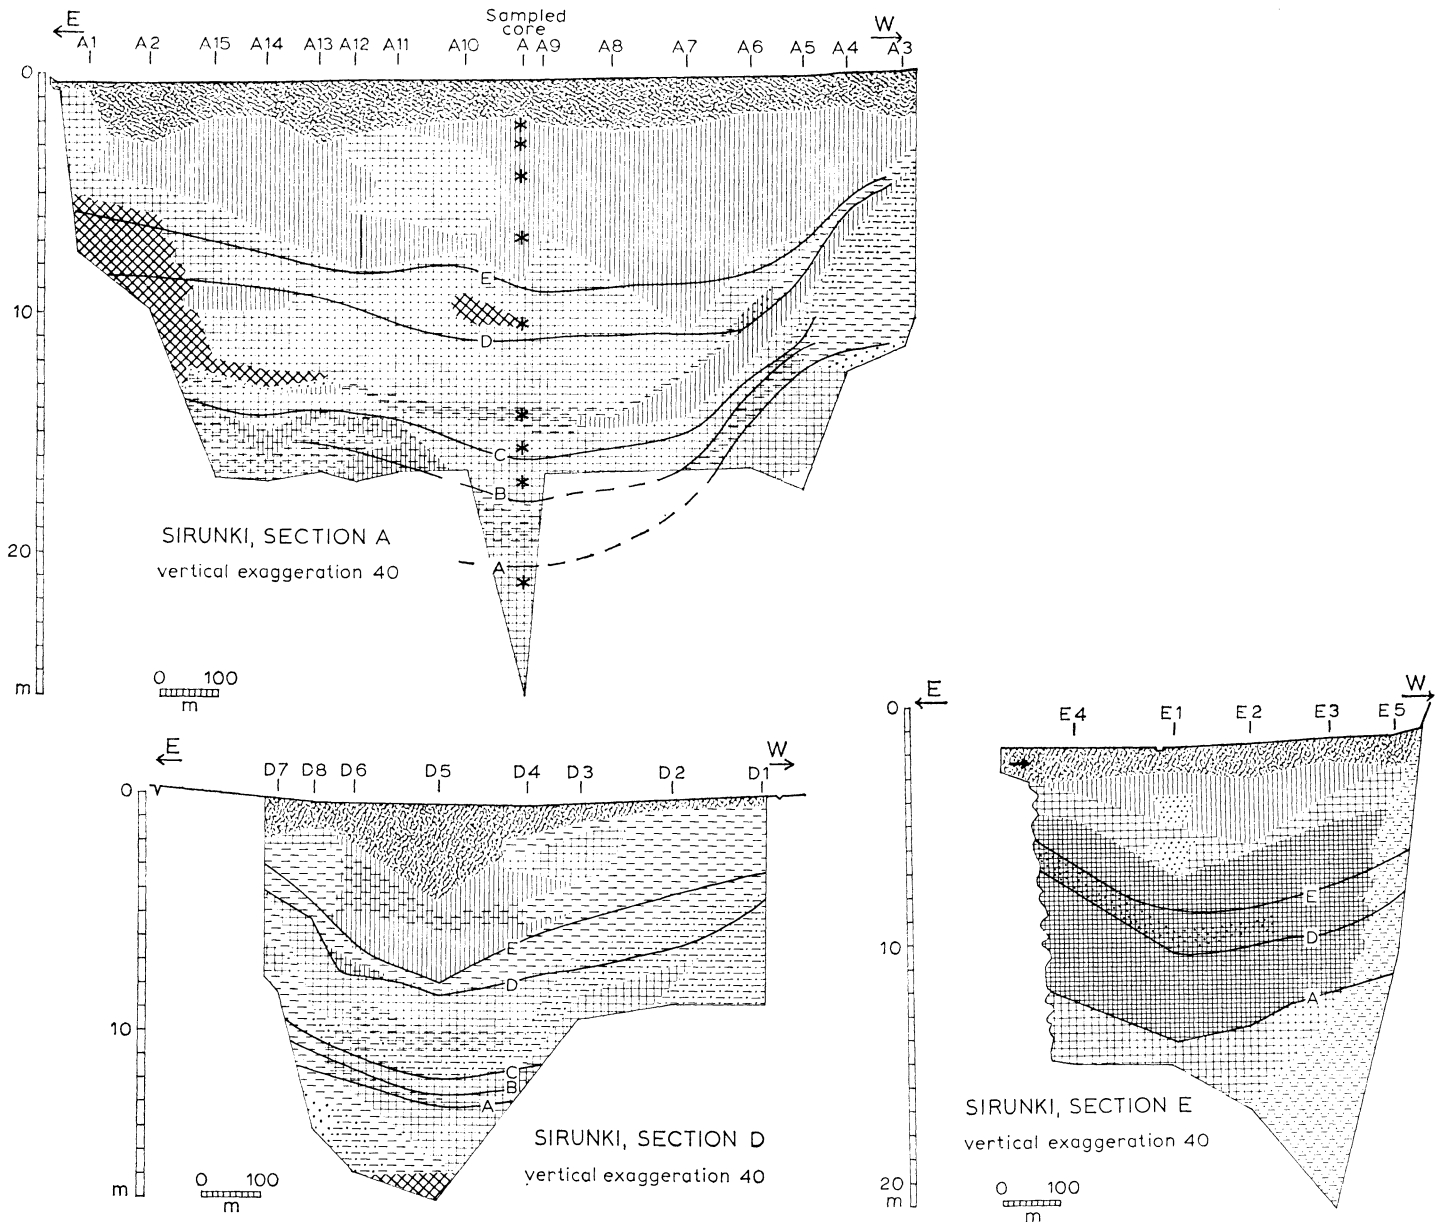 E
Sampled
core
W
A1 A2 A15 A14 A13 A12 A11 A10 A A9 A8 A7 A6 A5 A4 A3
0
E
10
D
C
B
20
A
SIRUNKI, SECTION A
vertical exaggeration 40
m
0 100
m
E
W
D7 D8 D6 D5 D4 D3 D2 D1
0
E
D
10
C
B
A
SIRUNKI, SECTION D
vertical exaggeration 40
m
0 100
m
E
W
0
E4 E1 E2 E3 E5
E
D
10
A
SIRUNKI, SECTION E
vertical exaggeration 40
20
m
0 100
m